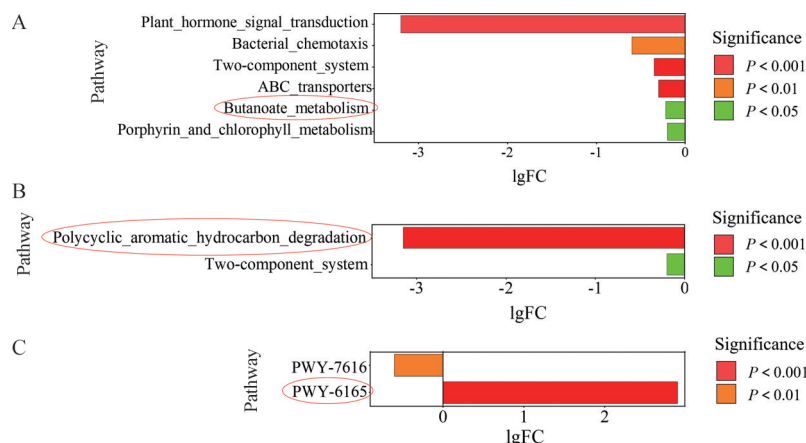 A
Pathway
Plant_hormone_signal_transduction
Bacterial_chemotaxis
Two-component_system
ABC_transporters
Butanoate_metabolism
Porphyrin_and_chlorophyll_metabolism
-3 -2 -1 0
lgFC
Significance
P < 0.001
P < 0.01
P < 0.05
B
Pathway
Polycyclic_aromatic_hydrocarbon_degradation
Two-component_system
-3 -2 -1 0
lgFC
Significance
P < 0.001
P < 0.05
C
Pathway
PWY-7616
PWY-6165
0 1 2
lgFC
Significance
P < 0.001
P < 0.01